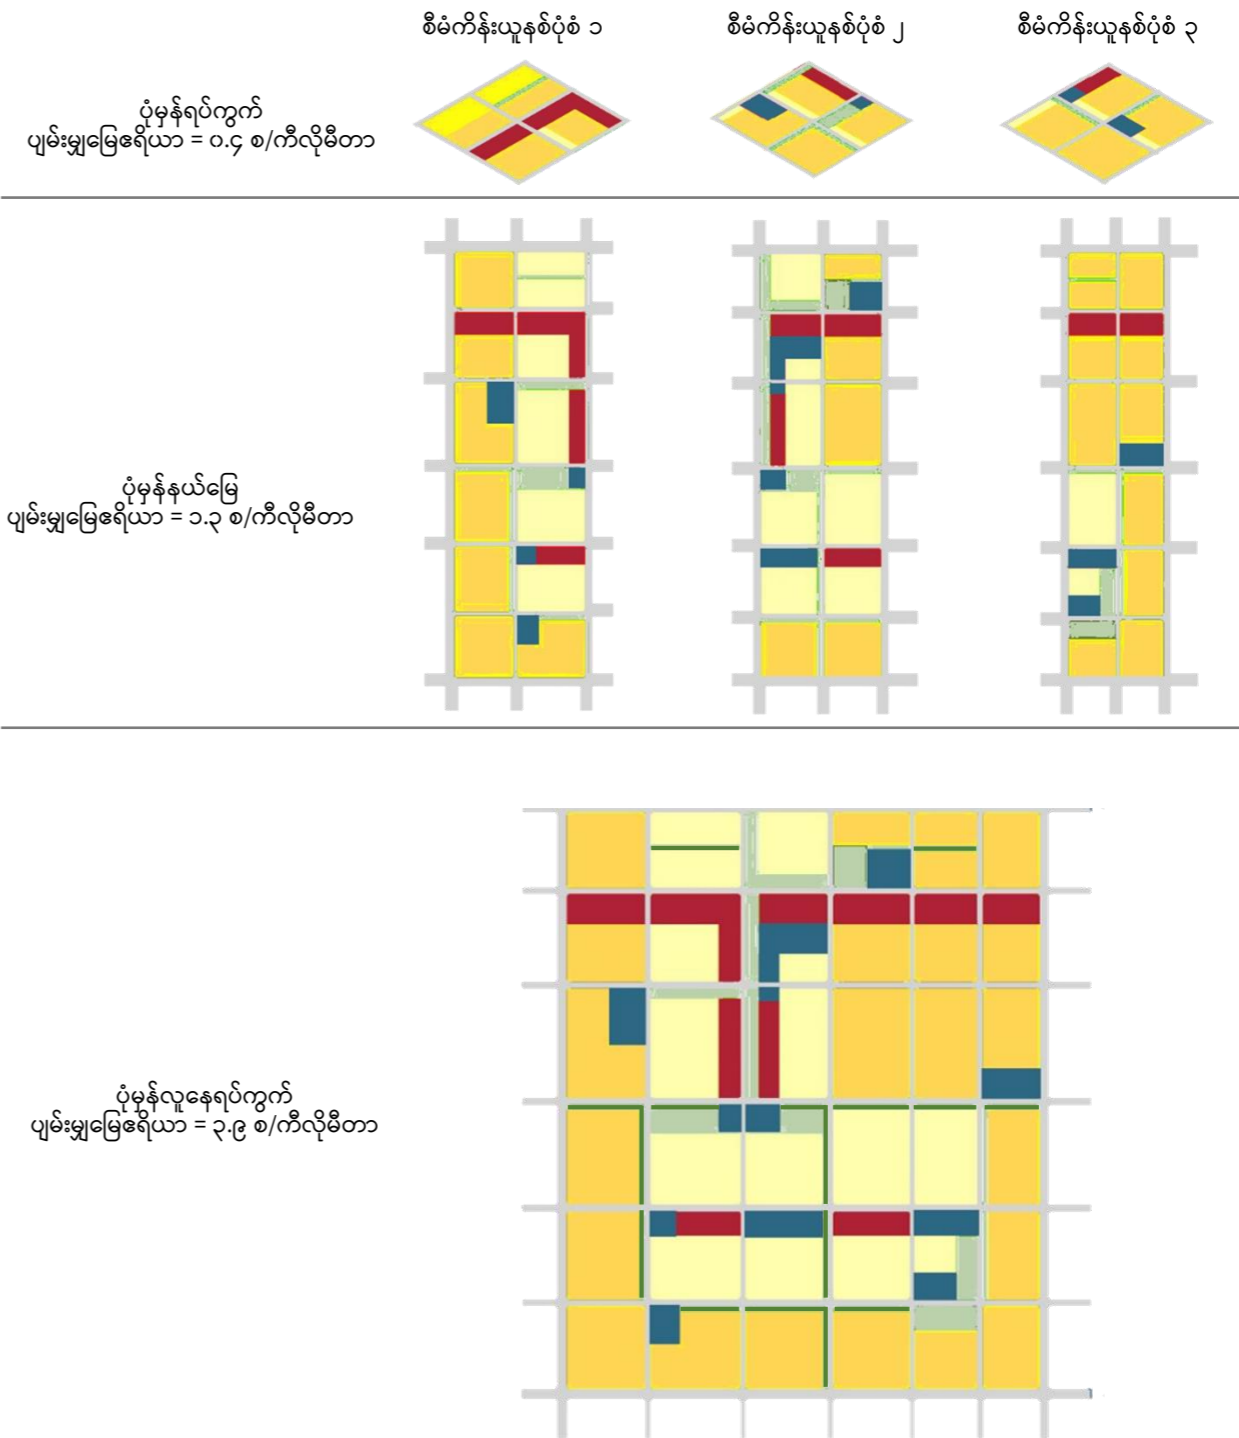 စီမံကိန်းယူနစ်ပုံစံ ၁
စီမံကိန်းယူနစ်ပုံစံ ၂
စီမံကိန်းယူနစ်ပုံစံ ၃
ပုံမှန်ရပ်ကွက်
ပျမ်းမျှမြေဧရိယာ = ၀.၄ စ/ကီလိုမီတာ
ပုံမှန်နယ်မြေ
ပျမ်းမျှမြေဧရိယာ = ၁.၃ စ/ကီလိုမီတာ
ပုံမှန်လူနေရပ်ကွက်
ပျမ်းမျှမြေဧရိယာ = ၃.၉ စ/ကီလိုမီတာ